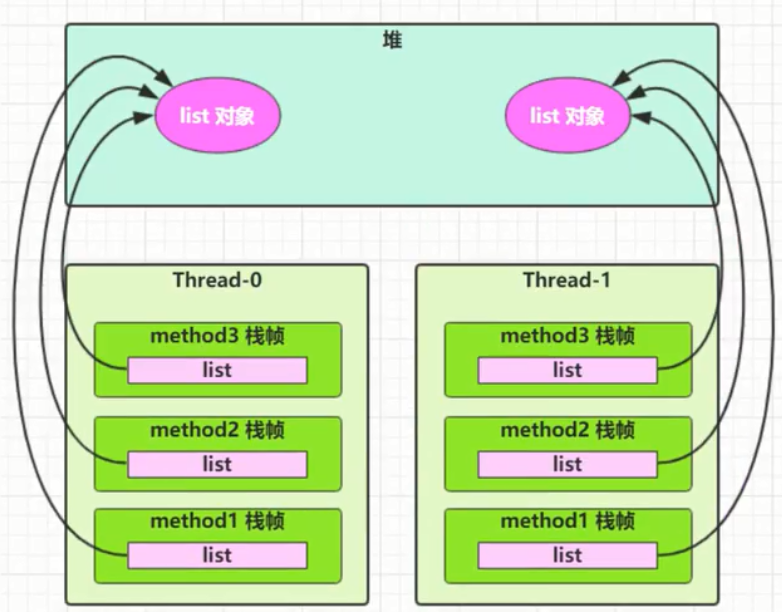 堆
list 对象
list 对象
Thread-0
method3 栈帧
list
method2 栈帧
list
method1 栈帧
list
Thread-1
method3 栈帧
list
method2 栈帧
list
method1 栈帧
list